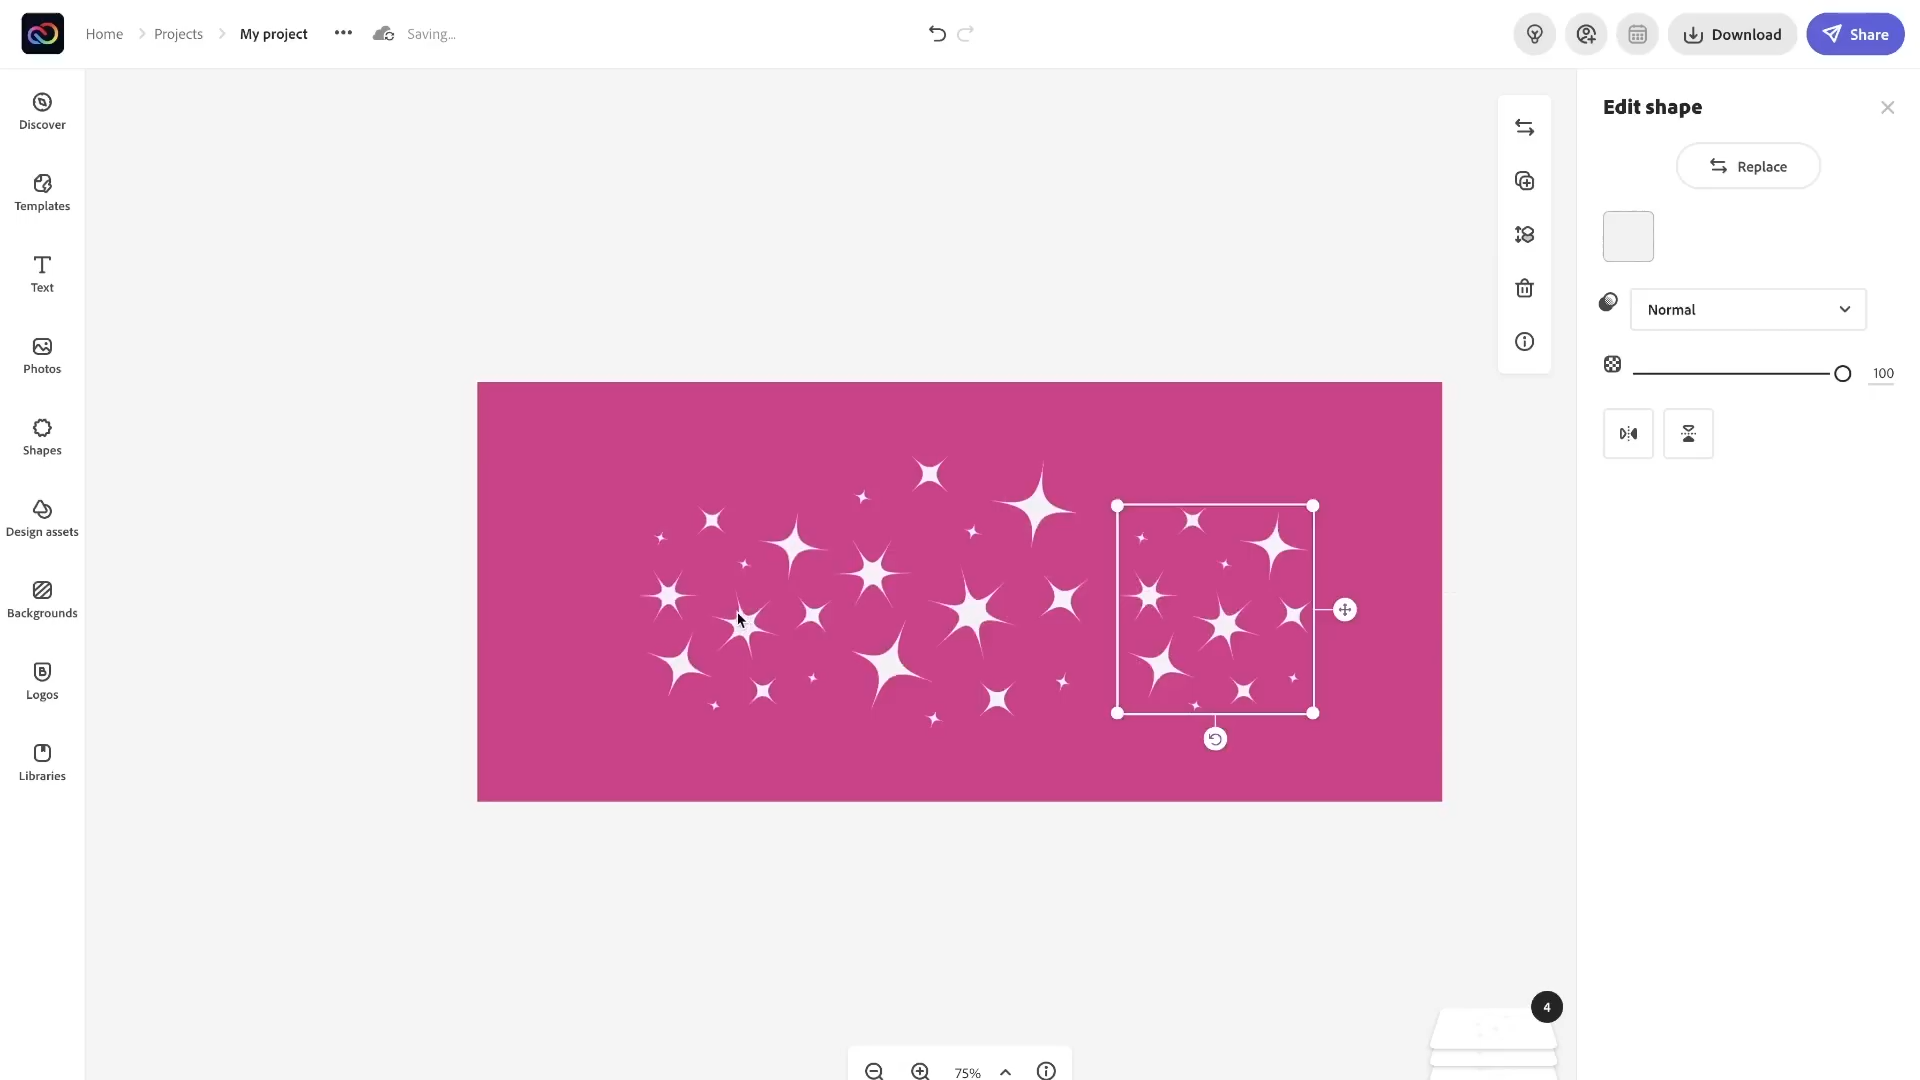 Home
Projects
My project
Saving...
Download
Share
Discover
Templates
Text
Photos
Shapes
Design assets
Backgrounds
Logos
Libraries
Edit shape
Replace
Normal
100
4
75%